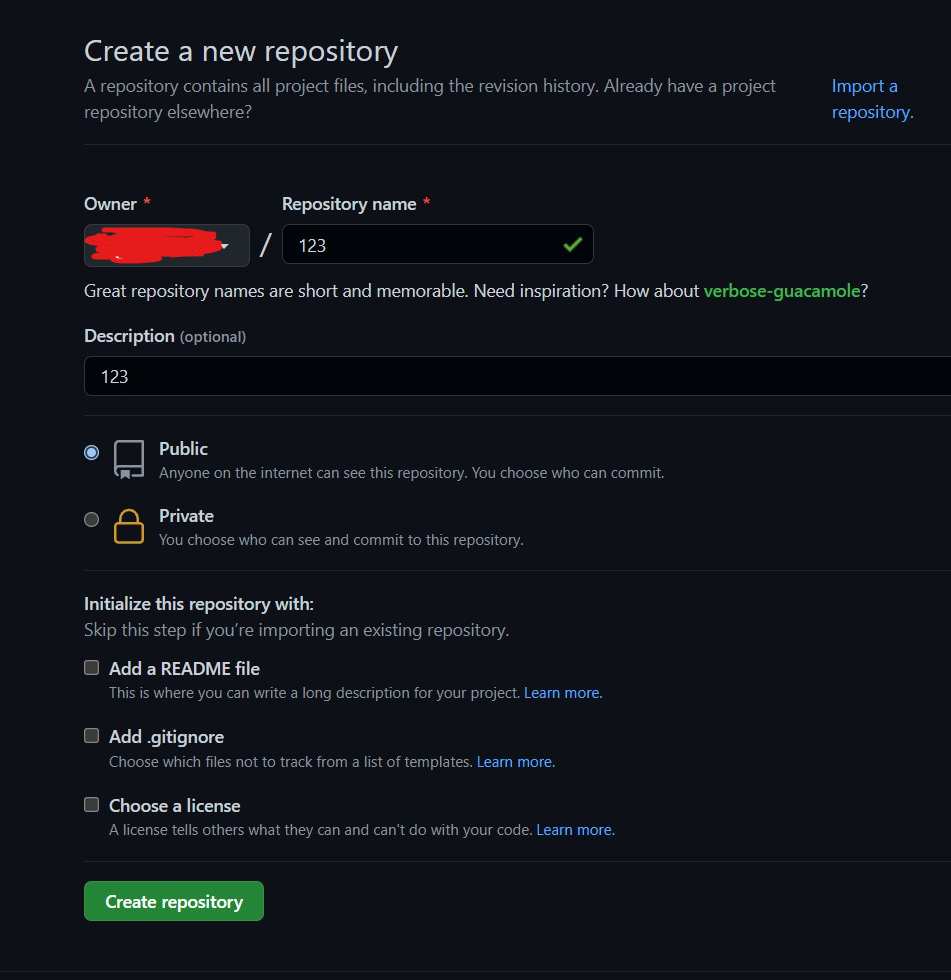 Create a new repository
A repository contains all project files, including the revision history. Already have a project
repository elsewhere?
Import a
repository.
Owner * Repository name *
/ 123
Great repository names are short and memorable. Need inspiration? How about verbose-guacamole?
Description (optional)
123
Public
Anyone on the internet can see this repository. You choose who can commit.
Private
You choose who can see and commit to this repository.
Initialize this repository with:
Skip this step if you’re importing an existing repository.
Add a README file
This is where you can write a long description for your project. Learn more.
Add .gitignore
Choose which files not to track from a list of templates. Learn more.
Choose a license
A license tells others what they can and can't do with your code. Learn more.
Create repository